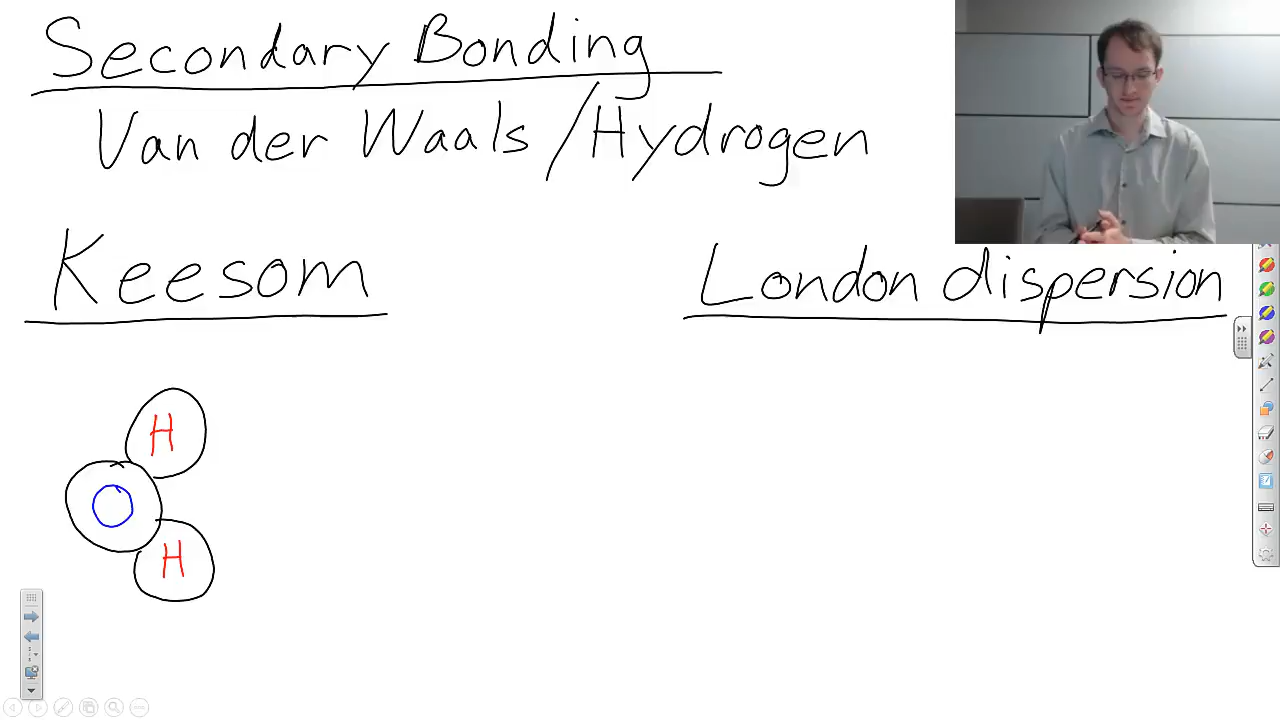 Secondary Bonding
Van der Waals / Hydrogen
Keesom
London dispersion
H
O
H